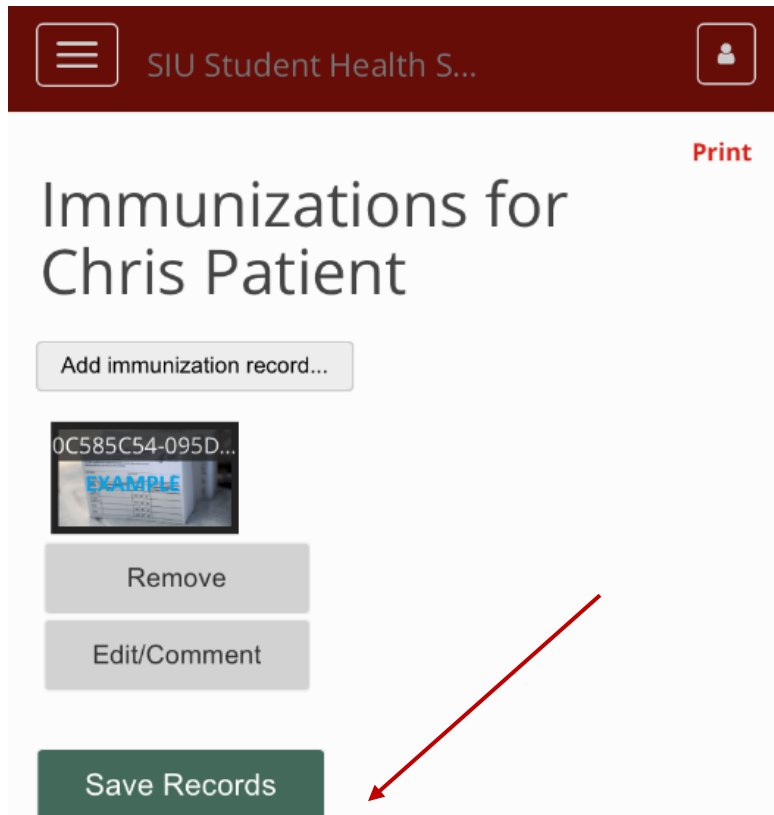 SIU Student Health S...
Print
Immunizations for
Chris Patient
Add immunization record...
0C585C54-095D...
EXAMPLE
Remove
Edit/Comment
Save Records